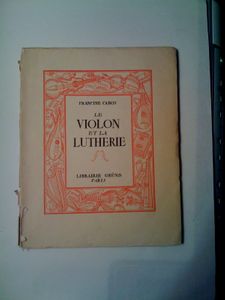 FRANCINE CABOS
LE
VIOLON
ET LA
LUTHERIE
LIBRAIRIE GRÜND
PARIS